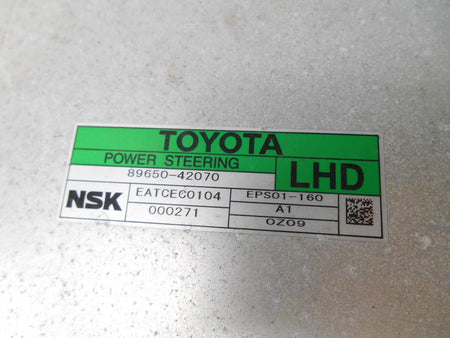 TOYOTA
POWER STEERING
89650-42070
LHD
NSK
EATCEC0104
000271
EPS01-160
A1
0Z09